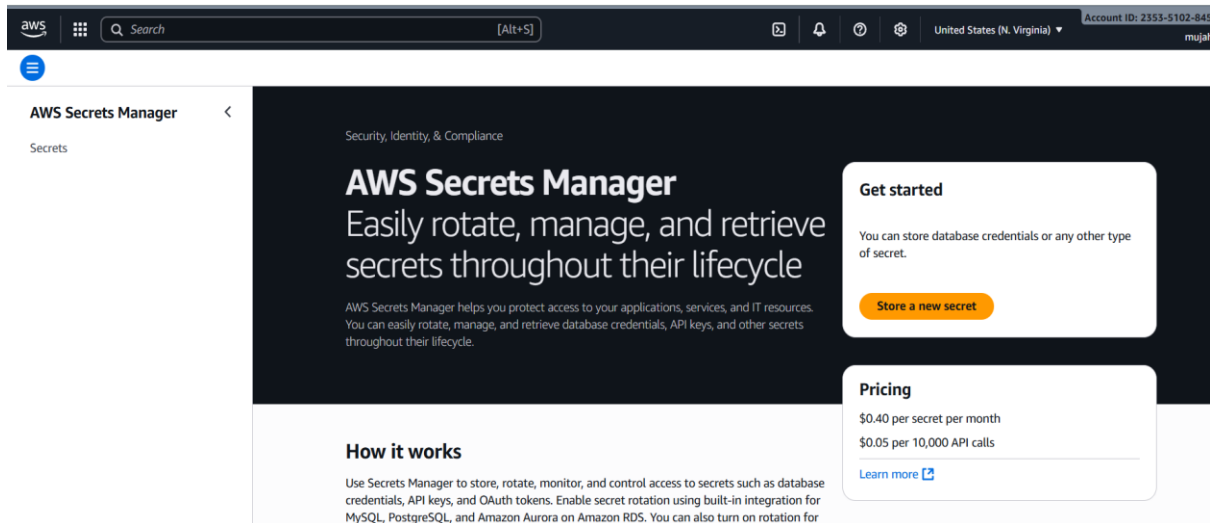 aws
Search [Alt+S]
United States (N. Virginia)
Account ID: 2353-5102-845
mujah
AWS Secrets Manager
Secrets
Security, Identity, & Compliance
AWS Secrets Manager
Easily rotate, manage, and retrieve
secrets throughout their lifecycle
AWS Secrets Manager helps you protect access to your applications, services, and IT resources.
You can easily rotate, manage, and retrieve database credentials, API keys, and other secrets
throughout their lifecycle.
Get started
You can store database credentials or any other type
of secret.
Store a new secret
Pricing
$0.40 per secret per month
$0.05 per 10,000 API calls
Learn more
How it works
Use Secrets Manager to store, rotate, monitor, and control access to secrets such as database
credentials, API keys, and OAuth tokens. Enable secret rotation using built-in integration for
MySQL, PostgreSQL, and Amazon Aurora on Amazon RDS. You can also turn on rotation for